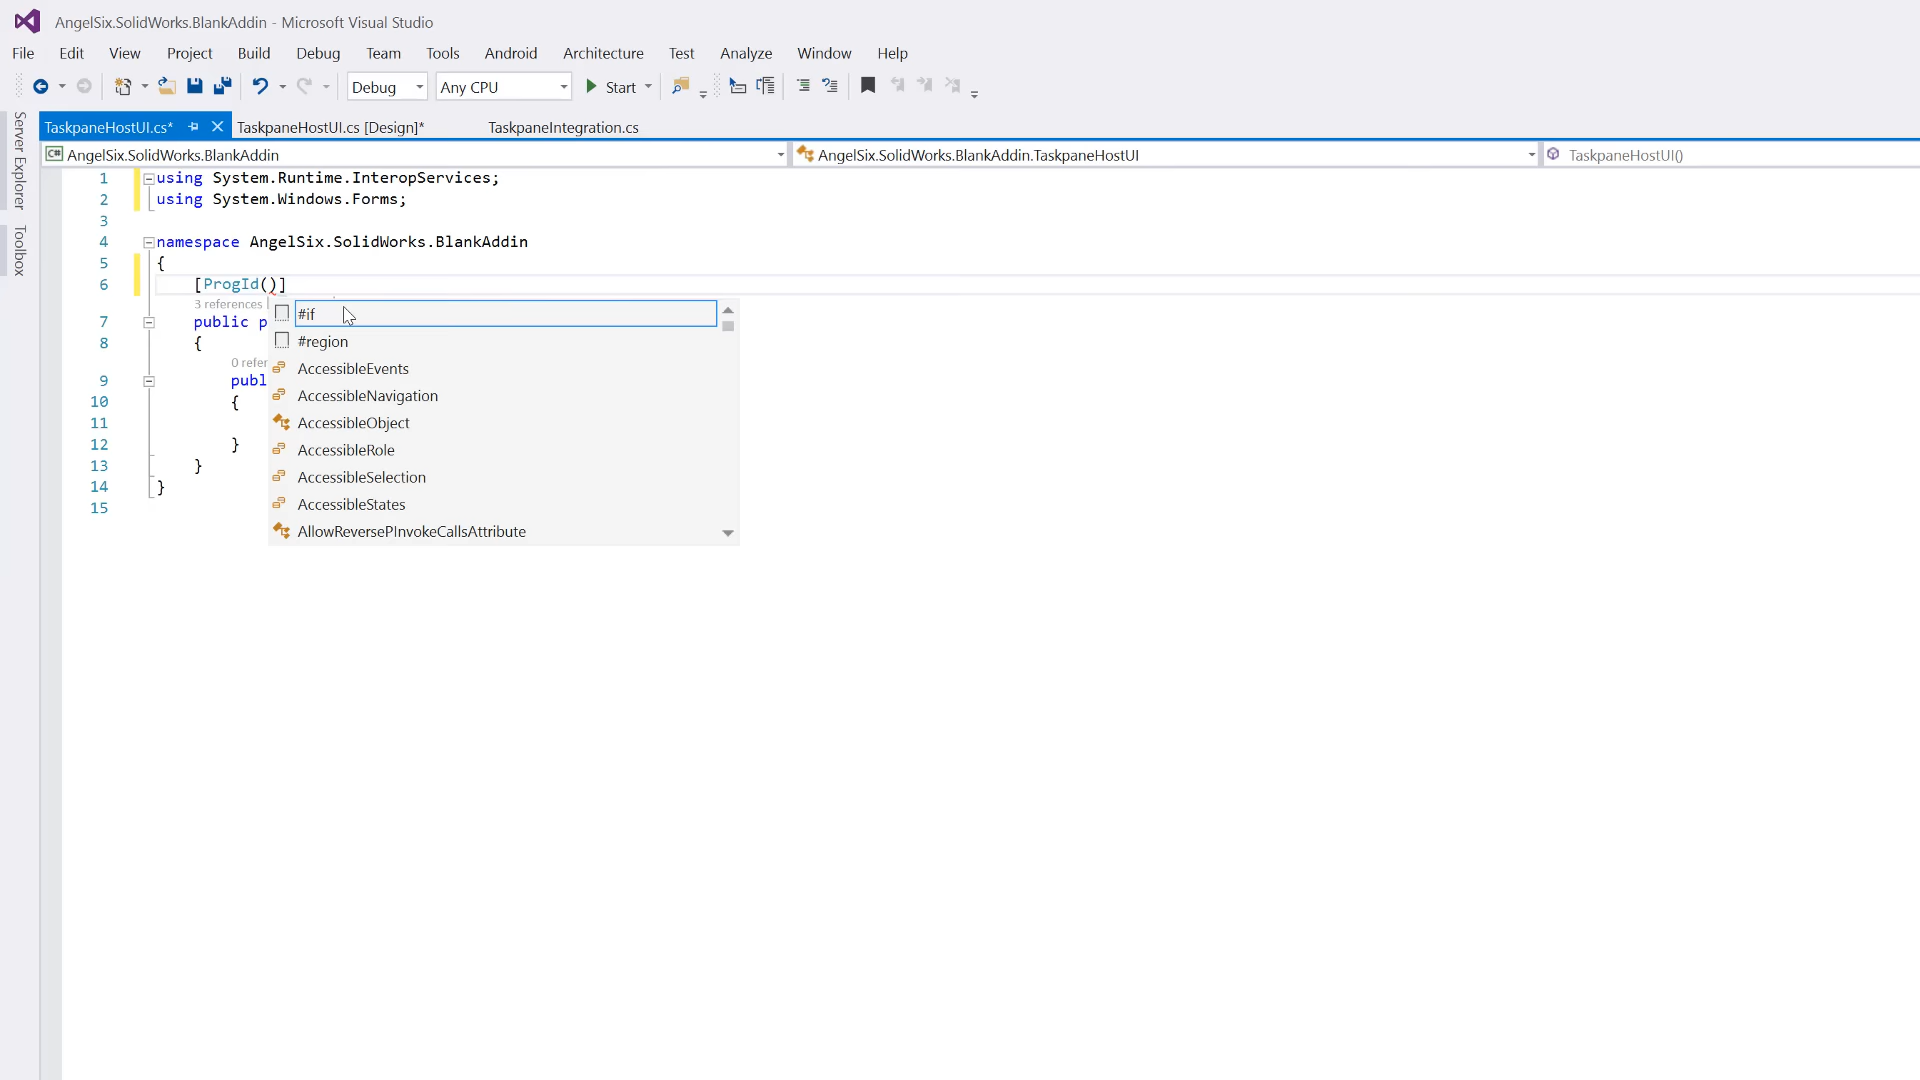 AngelSix.SolidWorks.BlankAddin - Microsoft Visual Studio
File Edit View Project Build Debug Team Tools Android Architecture Test Analyze Window Help
Debug Any CPU Start
Server Explorer
Toolbox
TaskpaneHostUI.cs* TaskpaneHostUI.cs [Design]* TaskpaneIntegration.cs
C# AngelSix.SolidWorks.BlankAddin AngelSix.SolidWorks.BlankAddin.TaskpaneHostUI TaskpaneHostUI()
1 using System.Runtime.InteropServices;
2 using System.Windows.Forms;
3
4 namespace AngelSix.SolidWorks.BlankAddin
5 {
6 [ProgId()]
3 references |
7 public p
8 {
0 refer
9 publ
10 {
11
12 }
13 }
14 }
15
#if
#region
AccessibleEvents
AccessibleNavigation
AccessibleObject
AccessibleRole
AccessibleSelection
AccessibleStates
AllowReversePInvokeCallsAttribute